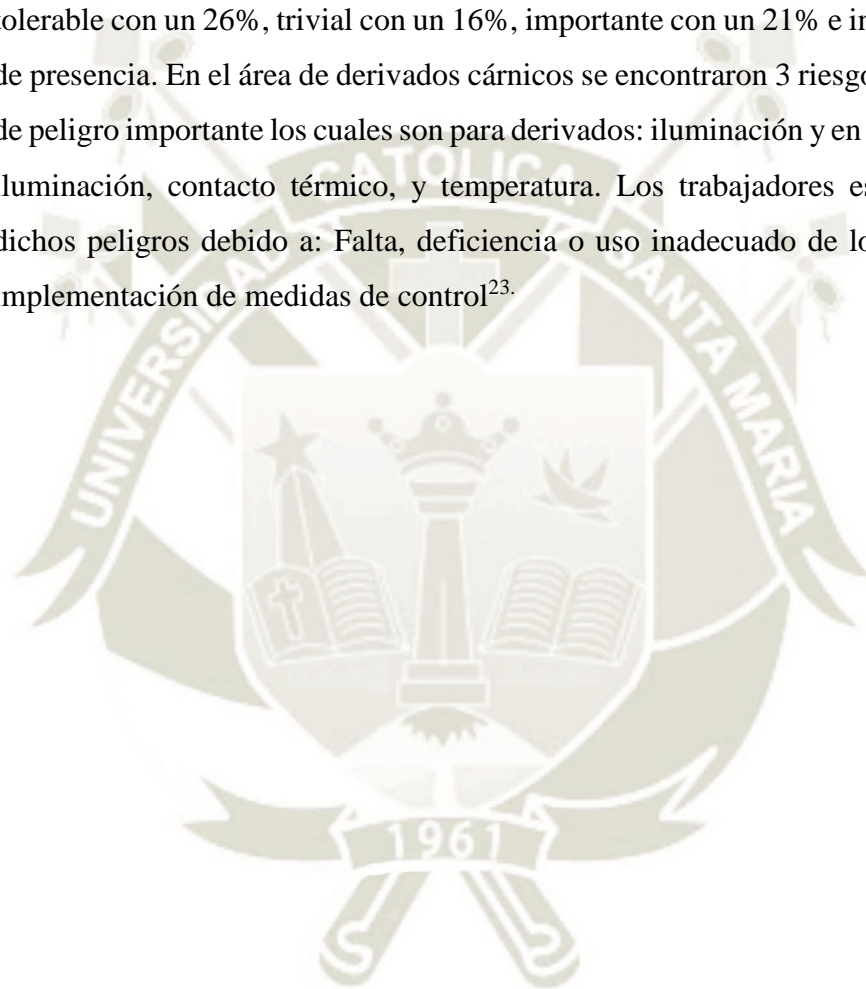 tolerable con un 26%, trivial con un 16%, importante con un 21% e in
de presencia. En el área de derivados cárnicos se encontraron 3 riesgo
de peligro importante los cuales son para derivados: iluminación y en
iluminación, contacto térmico, y temperatura. Los trabajadores es
dichos peligros debido a: Falta, deficiencia o uso inadecuado de lo
implementación de medidas de control23.
UNIVERSIDAD CATOLICA SANTA MARIA
1961